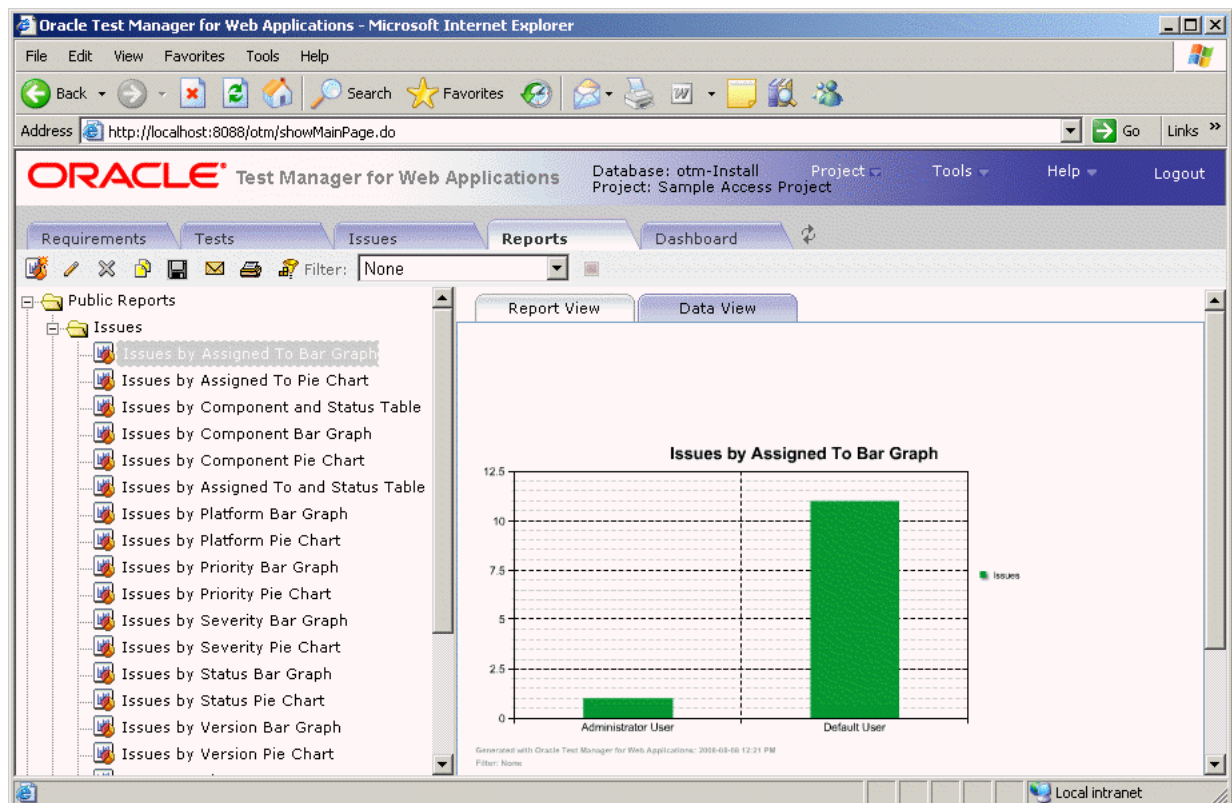 Oracle Test Manager for Web Applications - Microsoft Internet Explorer
File Edit View Favorites Tools Help
Back Search Favorites
Address http://localhost:8088/otm/showMainPage.do Go Links »
ORACLE Test Manager for Web Applications
Database: otm-Install
Project: Sample Access Project
Project Tools Help Logout
Requirements Tests Issues Reports Dashboard
Filter: None
Public Reports
Issues
Issues by Assigned To Bar Graph
Issues by Assigned To Pie Chart
Issues by Component and Status Table
Issues by Component Bar Graph
Issues by Component Pie Chart
Issues by Assigned To and Status Table
Issues by Platform Bar Graph
Issues by Platform Pie Chart
Issues by Priority Bar Graph
Issues by Priority Pie Chart
Issues by Severity Bar Graph
Issues by Severity Pie Chart
Issues by Status Bar Graph
Issues by Status Pie Chart
Issues by Version Bar Graph
Issues by Version Pie Chart
Report View Data View
Issues by Assigned To Bar Graph
12.5
10
7.5
5
2.5
0
Administrator User Default User
Issues
Generated with Oracle Test Manager for Web Applications: 12:21 PM
Filter: None
Local intranet